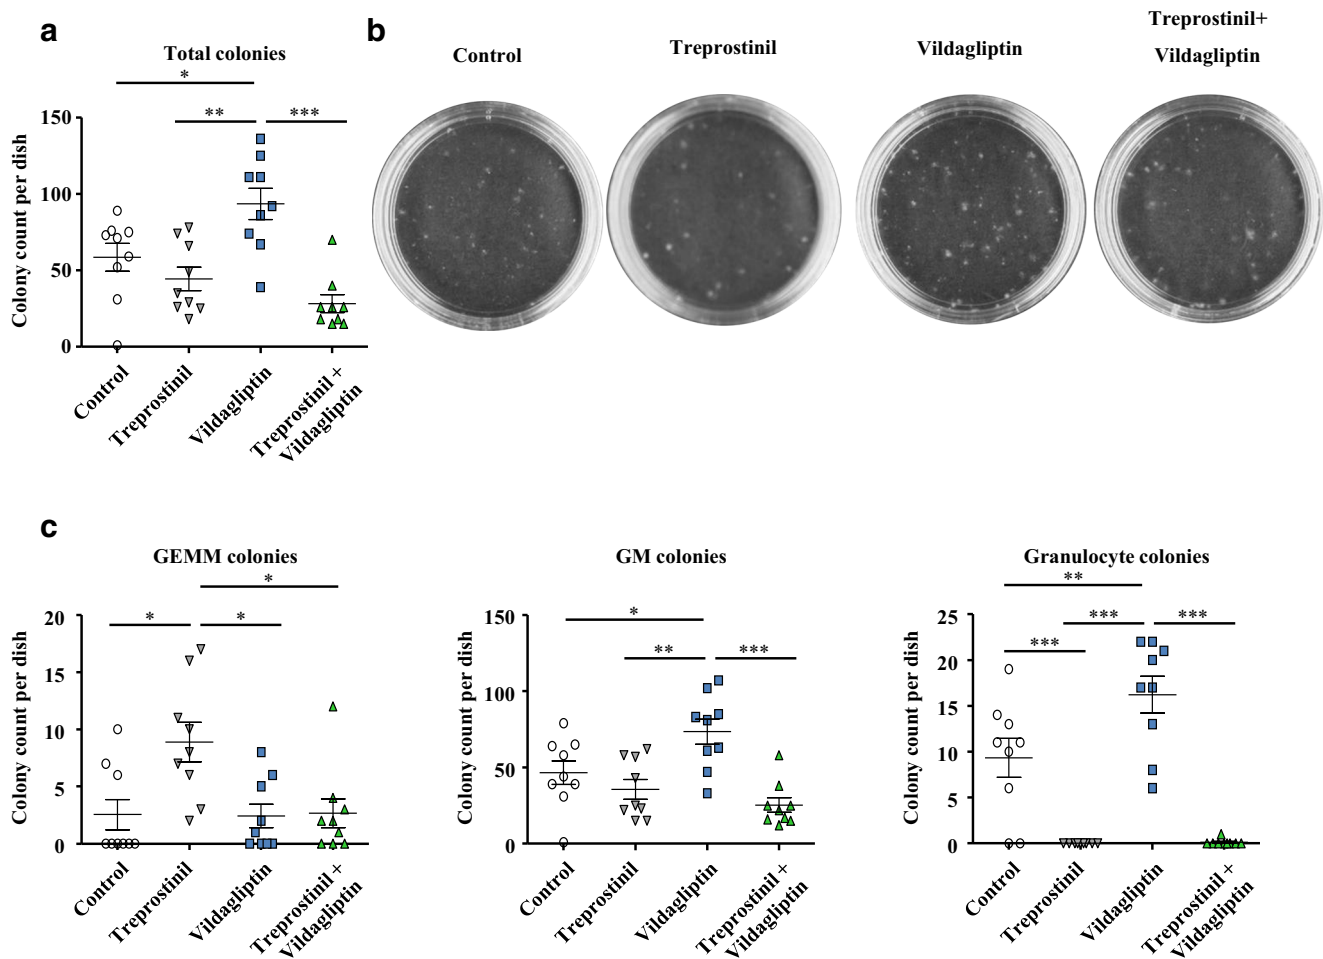 a
Total colonies
*
**
***
Colony count per dish
150
100
50
0
Control
Treprostinil
Vildagliptin
Treprostinil +
Vildagliptin
b
Control
Treprostinil
Vildagliptin
Treprostinil+
Vildagliptin
c
GEMM colonies
*
*
*
Colony count per dish
20
15
10
5
0
Control
Treprostinil
Vildagliptin
Treprostinil +
Vildagliptin
GM colonies
*
**
***
Colony count per dish
150
100
50
0
Control
Treprostinil
Vildagliptin
Treprostinil +
Vildagliptin
Granulocyte colonies
**
***
***
***
Colony count per dish
25
20
15
10
5
0
Control
Treprostinil
Vildagliptin
Treprostinil +
Vildagliptin